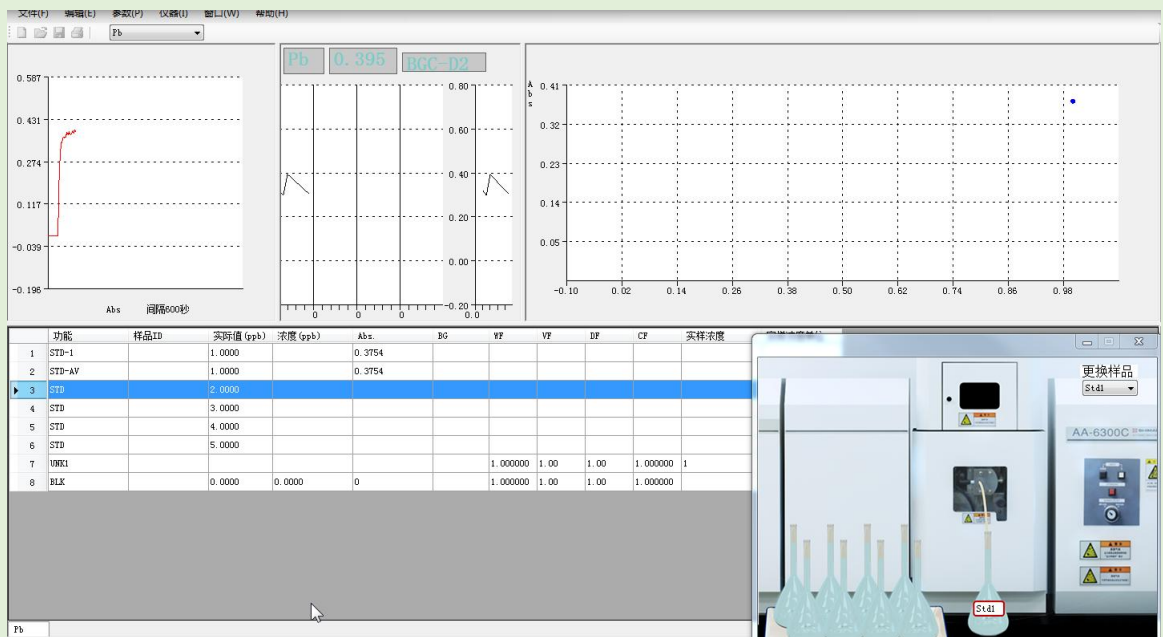 文件(F) 编辑(E) 参数(P) 仪器(I) 窗口(W) 帮助(H)
Pb
Pb 0.395 BGC-D2
0.587
0.431
0.274
0.117
-0.039
-0.196
Abs 间隔600秒
0.80
0.60
0.40
0.20
0.00
-0.20
0 0 0 0.0
Abs
0.41
0.32
0.23
0.14
0.05
-0.10 0.02 0.14 0.26 0.38 0.50 0.62 0.74 0.86 0.98
功能 样品ID 实际值(ppb) 浓度(ppb) Abs. BG WF VF DF CF 实样浓度 实样浓度单位
1 STD-1 1.0000 0.3754
2 STD-AV 1.0000 0.3754
3 STD 2.0000
4 STD 3.0000
5 STD 4.0000
6 STD 5.0000
7 UNK1 1.000000 1.00 1.00 1.000000 1
8 BLK 0.0000 0.0000 0 1.000000 1.00 1.00 1.000000
更换样品
Std1
AA-6300C
Std1
Pb